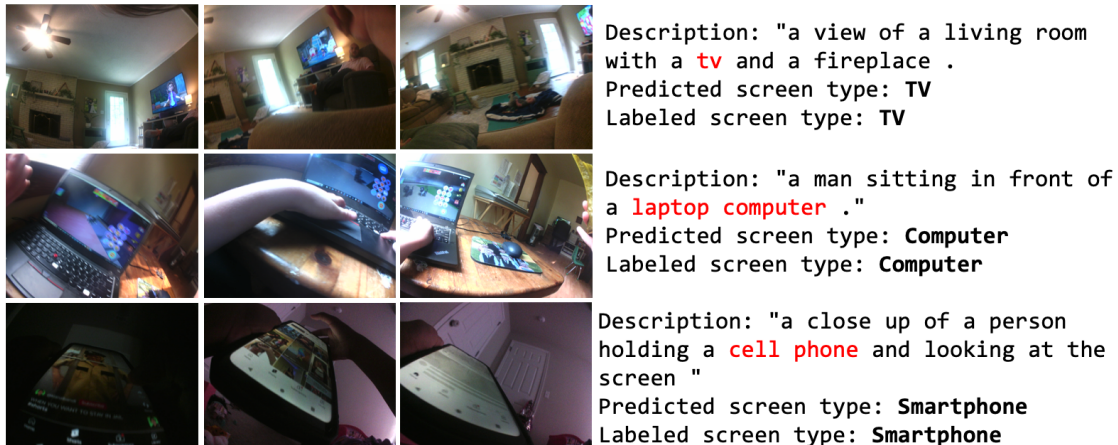 Description: "a view of a living room
with a tv and a fireplace .
Predicted screen type: TV
Labeled screen type: TV
Description: "a man sitting in front of
a laptop computer ."
Predicted screen type: Computer
Labeled screen type: Computer
Description: "a close up of a person
holding a cell phone and looking at the
screen "
Predicted screen type: Smartphone
Labeled screen type: Smartphone